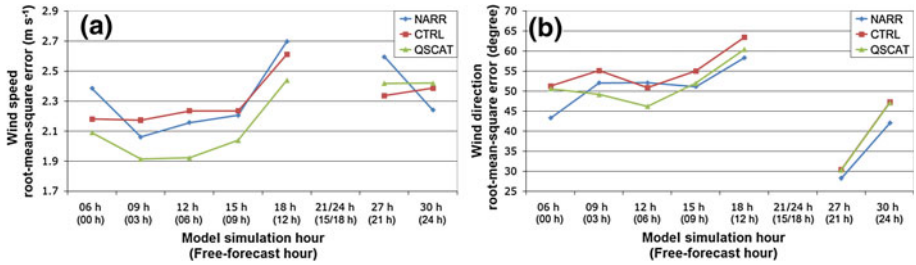 (a)
2.9
2.7
2.5
2.3
2.1
1.9
1.7
Wind speed
root-mean-square error (m s⁻¹)
NARR
CTRL
QSCAT
06 h 09 h 12 h 15 h 18 h 21/24 h 27 h 30 h
(00 h) (03 h) (06 h) (09 h) (12 h) (15/18 h) (21 h) (24 h)
Model simulation hour
(Free-forecast hour)
(b)
70
65
60
55
50
45
40
35
30
25
Wind direction
root-mean-square error (degree)
NARR
CTRL
QSCAT
06 h 09 h 12 h 15 h 18 h 21/24 h 27 h 30 h
(00 h) (03 h) (06 h) (09 h) (12 h) (15/18 h) (21 h) (24 h)
Model simulation hour
(Free-forecast hour)